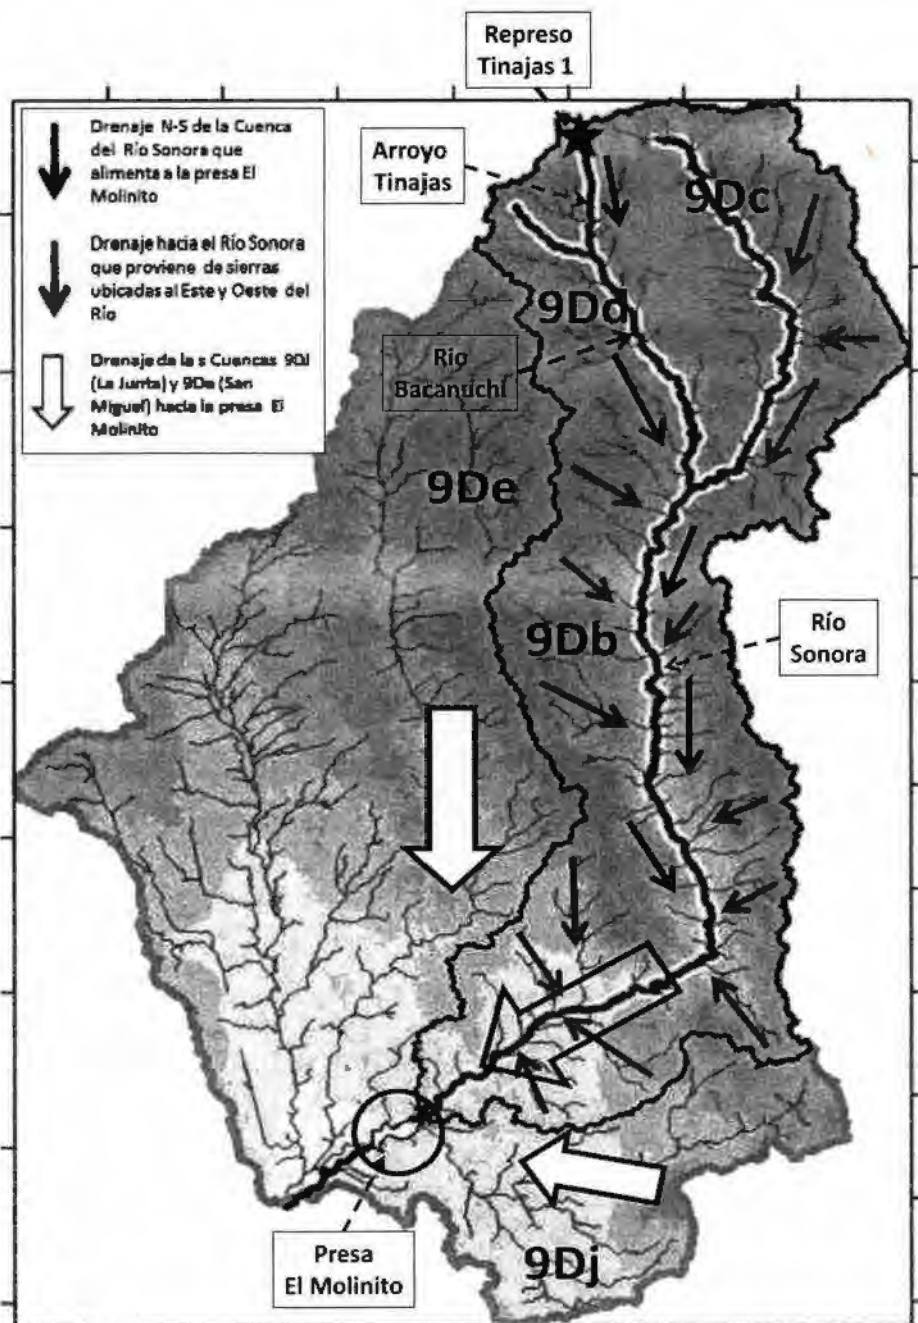 Represo
Tinajas 1
Drenaje N-S de la Cuenca
del Río Sonora que
alimenta a la presa El
Molinito
Arroyo
Tinajas
9Dc
Drenaje hacia el Río Sonora
que proviene de sierras
ubicadas al Este y Oeste del
Río
9Dd
Rio
Bacanuchi
Drenaje de la s Cuencas 9DJ
(La Junta) y 9De (San
Miguel) hacia la presa El
Molinito
9De
9Db
Río
Sonora
Presa
El Molinito
9Dj